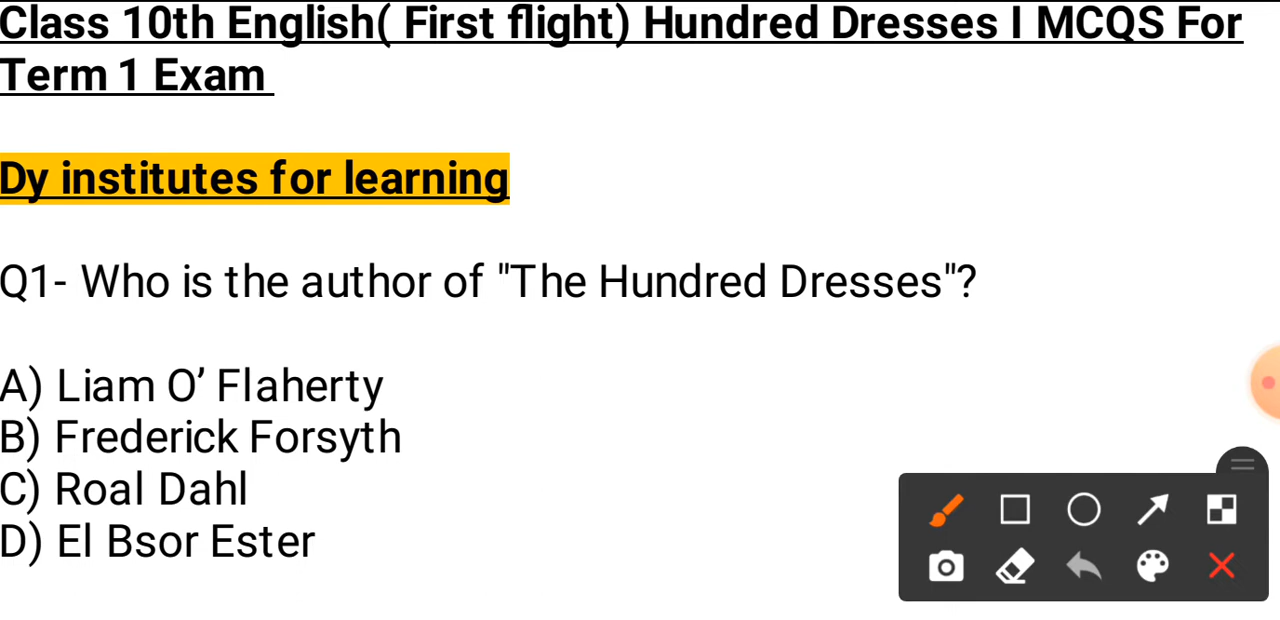 Class 10th English( First flight) Hundred Dresses I MCQS For
Term 1 Exam
Dy institutes for learning
Q1- Who is the author of "The Hundred Dresses"?
A) Liam O’ Flaherty
B) Frederick Forsyth
C) Roal Dahl
D) El Bsor Ester